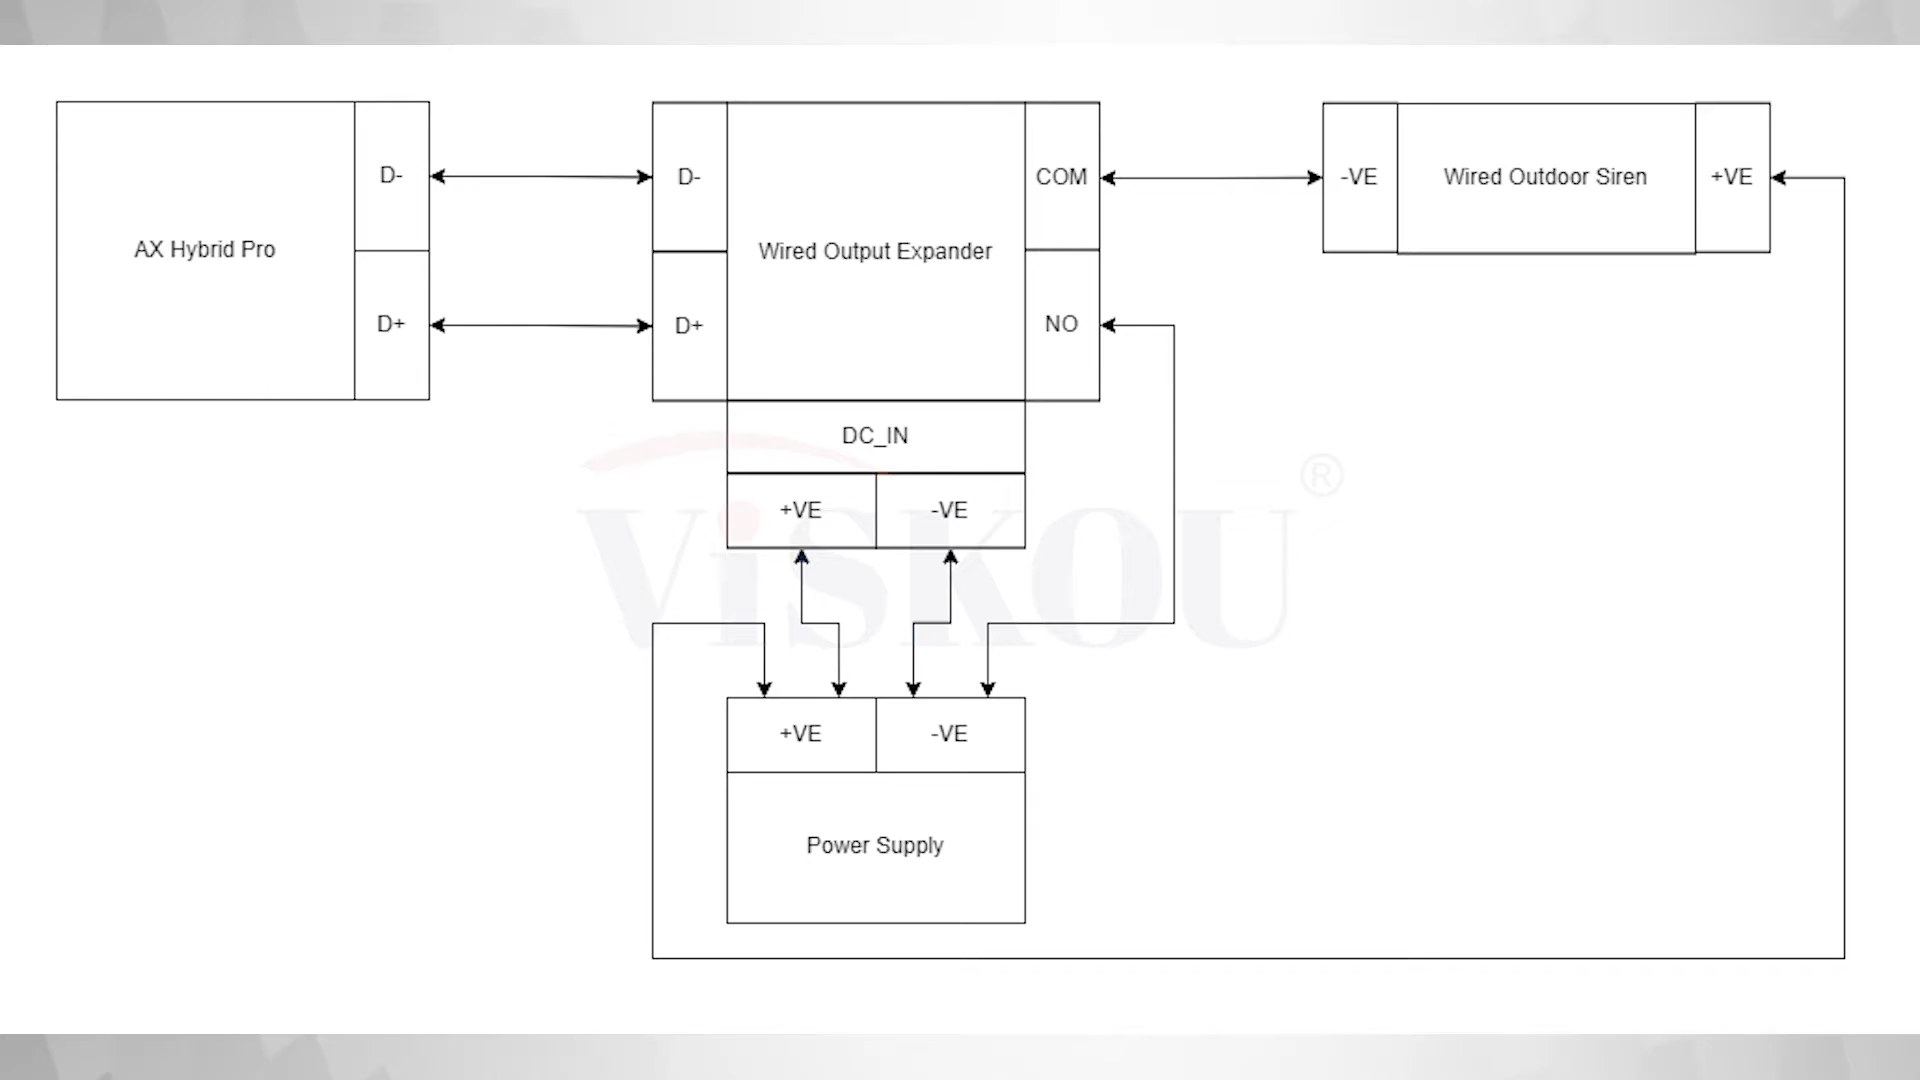 AX Hybrid Pro
D-
D+
D-
D+
Wired Output Expander
COM
NO
DC_IN
+VE
-VE
-VE
Wired Outdoor Siren
+VE
ViSKOU®
+VE
-VE
Power Supply